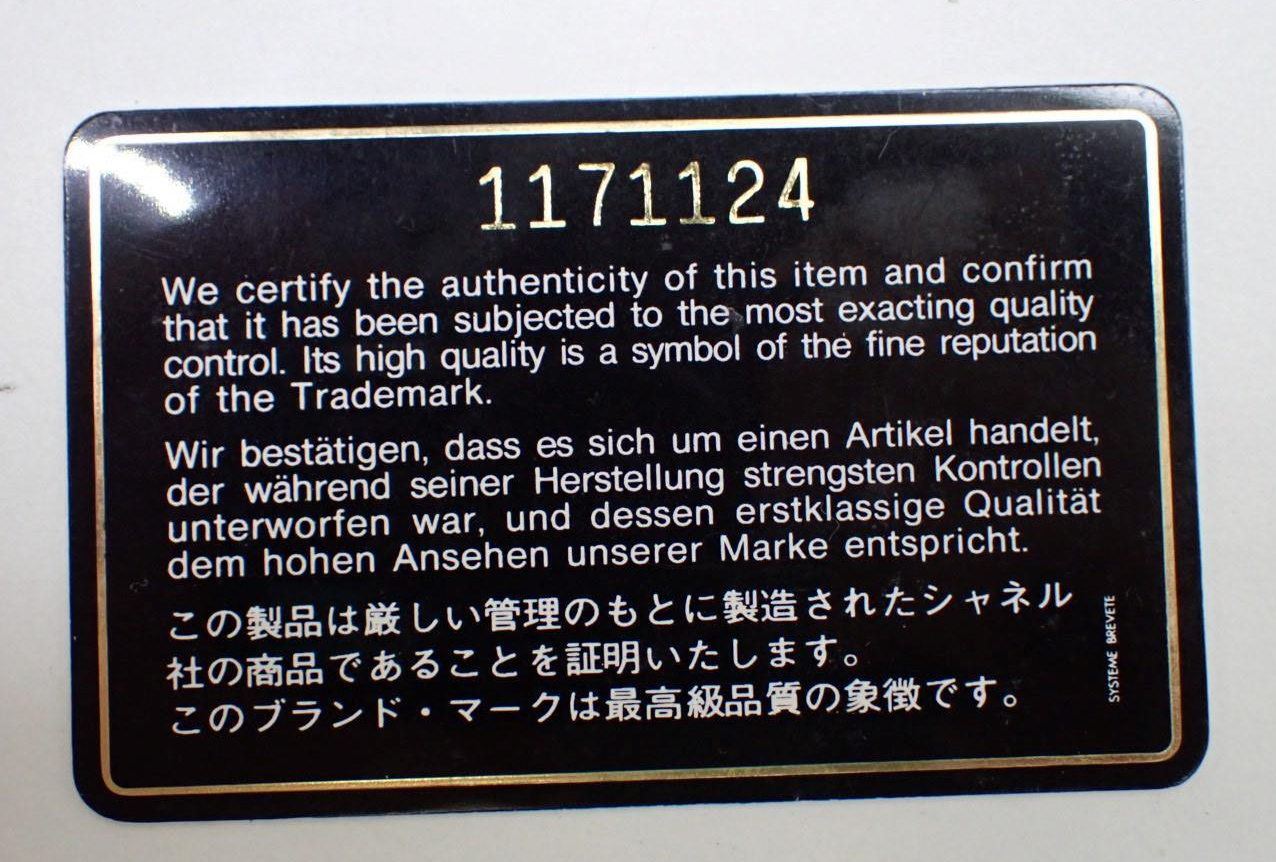 1171124
We certify the authenticity of this item and confirm
that it has been subjected to the most exacting quality
control. Its high quality is a symbol of the fine reputation
of the Trademark.
Wir bestätigen, dass es sich um einen Artikel handelt,
der während seiner Herstellung strengsten Kontrollen
unterworfen war, und dessen erstklassige Qualität
dem hohen Ansehen unserer Marke entspricht.
この製品は厳しい管理のもとに製造されたシャネル
社の商品であることを証明いたします。
このブランド・マークは最高級品質の象徴です。
SYSTEME BREVETE